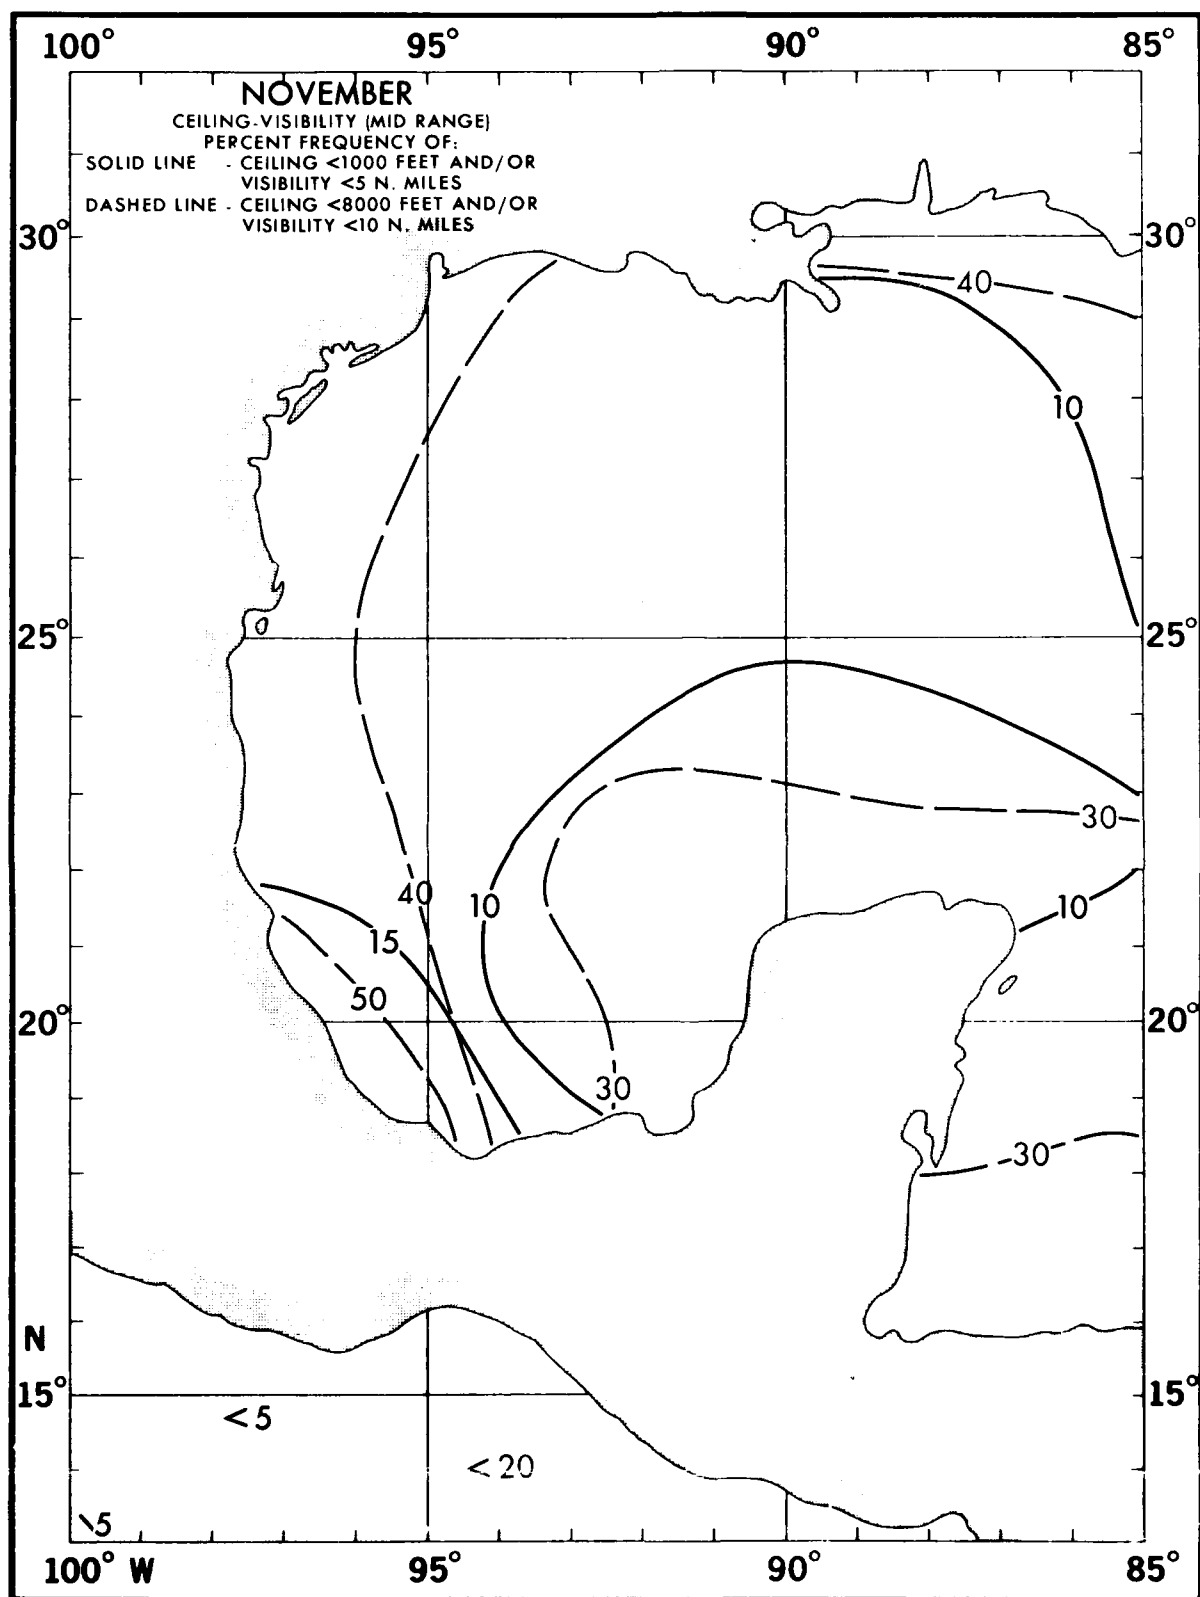 100° 95° 90° 85°
NOVEMBER
CEILING-VISIBILITY (MID RANGE)
PERCENT FREQUENCY OF:
SOLID LINE - CEILING <1000 FEET AND/OR
VISIBILITY <5 N. MILES
DASHED LINE - CEILING <8000 FEET AND/OR
VISIBILITY <10 N. MILES
30° 30°
40
10
25° 25°
30
40 10 10
15
50
20° 20°
30
30
N
15° 15°
<5
<20
5
100° W 95° 90° 85°